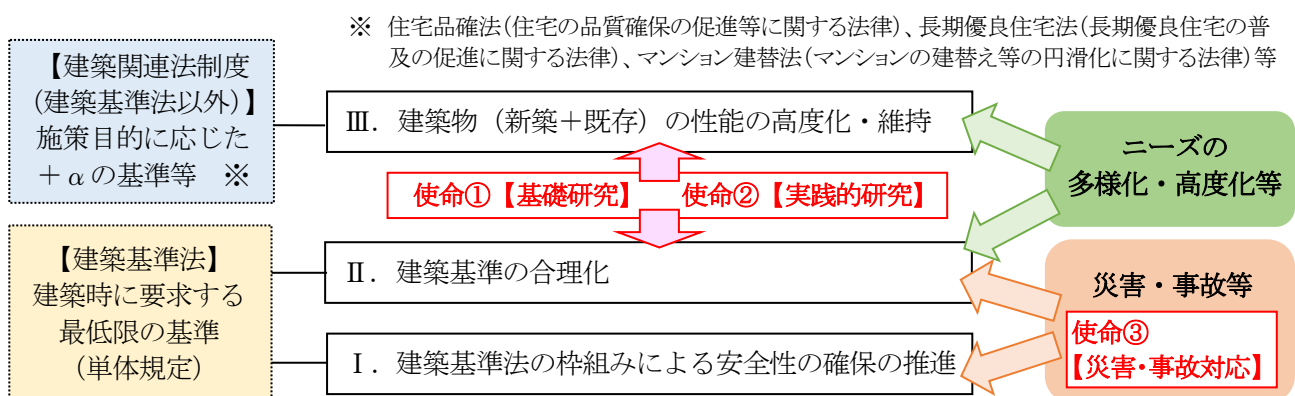 ※ 住宅品確法(住宅の品質確保の促進等に関する法律)、長期優良住宅法(長期優良住宅の普
及の促進に関する法律)、マンション建替法(マンションの建替え等の円滑化に関する法律)等
【建築関連法制度
(建築基準法以外)】
施策目的に応じた
+αの基準等 ※
Ⅲ. 建築物(新築+既存)の性能の高度化・維持
ニーズの
多様化・高度化等
使命①【基礎研究】 使命②【実践的研究】
【建築基準法】
建築時に要求する
最低限の基準
(単体規定)
Ⅱ. 建築基準の合理化
災害・事故等
使命③
【災害・事故対応】
Ⅰ. 建築基準法の枠組みによる安全性の確保の推進